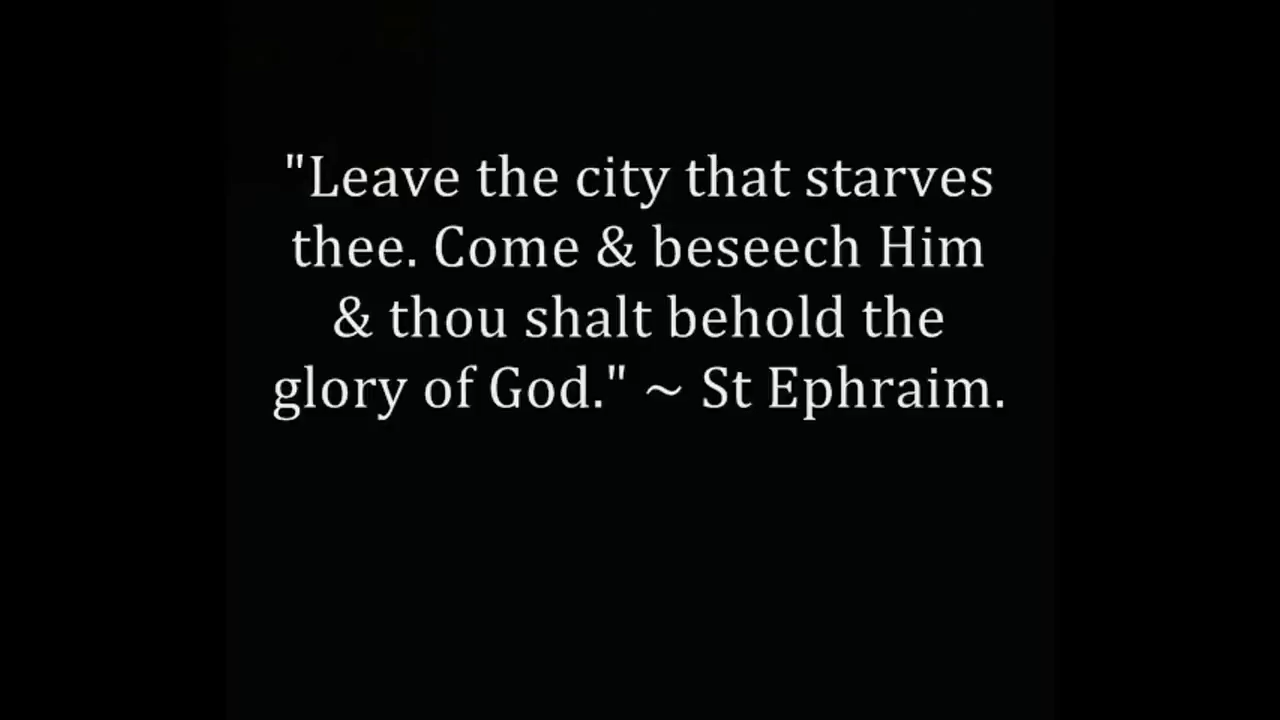 "Leave the city that starves
thee. Come & beseech Him
& thou shalt behold the
glory of God." ~ St Ephraim.